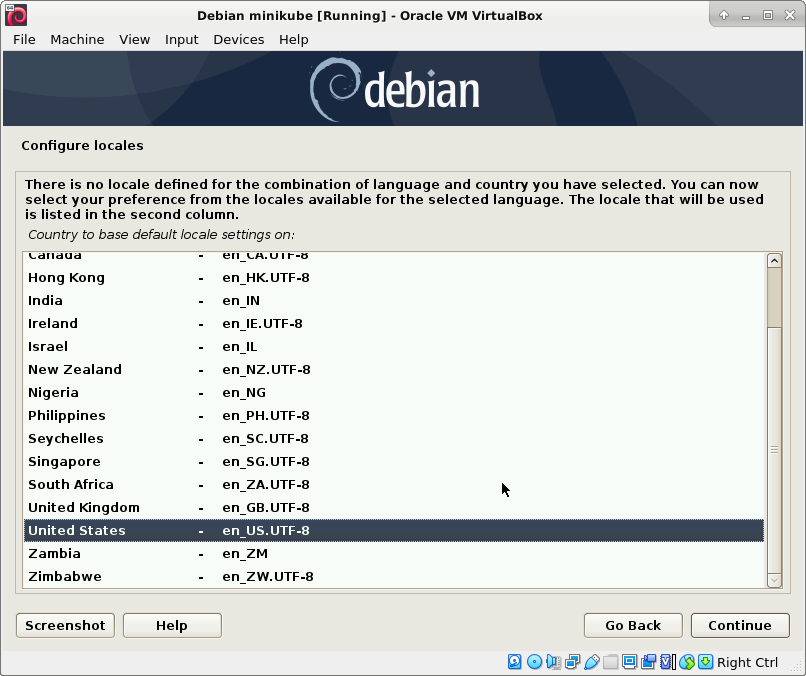 Debian minikube [Running] - Oracle VM VirtualBox
File Machine View Input Devices Help
debian
Configure locales
There is no locale defined for the combination of language and country you have selected. You can now
select your preference from the locales available for the selected language. The locale that will be used
is listed in the second column.
Country to base default locale settings on:
Canada - en_CA.UTF-8
Hong Kong - en_HK.UTF-8
India - en_IN
Ireland - en_IE.UTF-8
Israel - en_IL
New Zealand - en_NZ.UTF-8
Nigeria - en_NG
Philippines - en_PH.UTF-8
Seychelles - en_SC.UTF-8
Singapore - en_SG.UTF-8
South Africa - en_ZA.UTF-8
United Kingdom - en_GB.UTF-8
United States - en_US.UTF-8
Zambia - en_ZM
Zimbabwe - en_ZW.UTF-8
Screenshot Help Go Back Continue
Right Ctrl